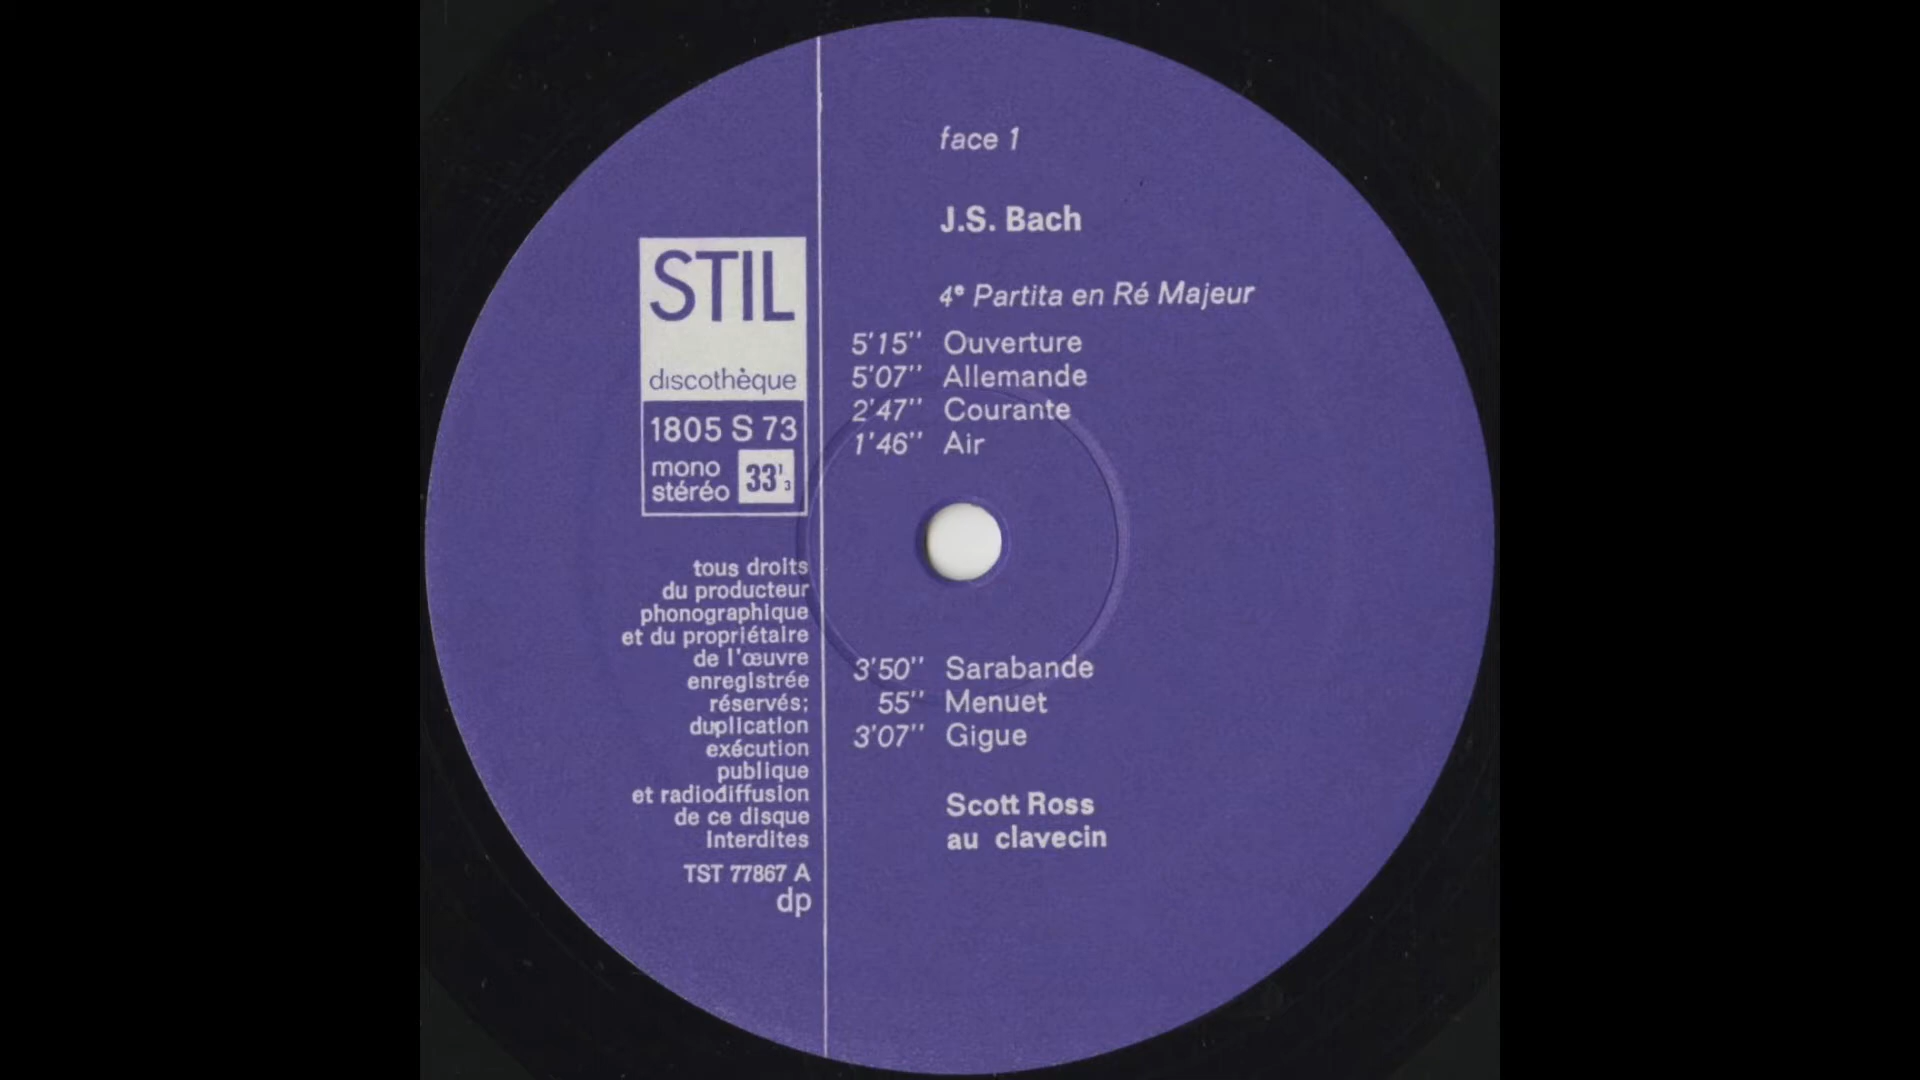 face 1
J.S. Bach
4e Partita en Ré Majeur
5'15'' Ouverture
5'07'' Allemande
2'47'' Courante
1'46'' Air
3'50'' Sarabande
55'' Menuet
3'07'' Gigue
Scott Ross
au clavecin
STIL
discothèque
1805 S 73
mono
stéréo
33 1/3
tous droits
du producteur
phonographique
et du propriétaire
de l'œuvre
enregistrée
réservés;
duplication
exécution
publique
et radiodiffusion
de ce disque
interdites
TST 77867 A
dp